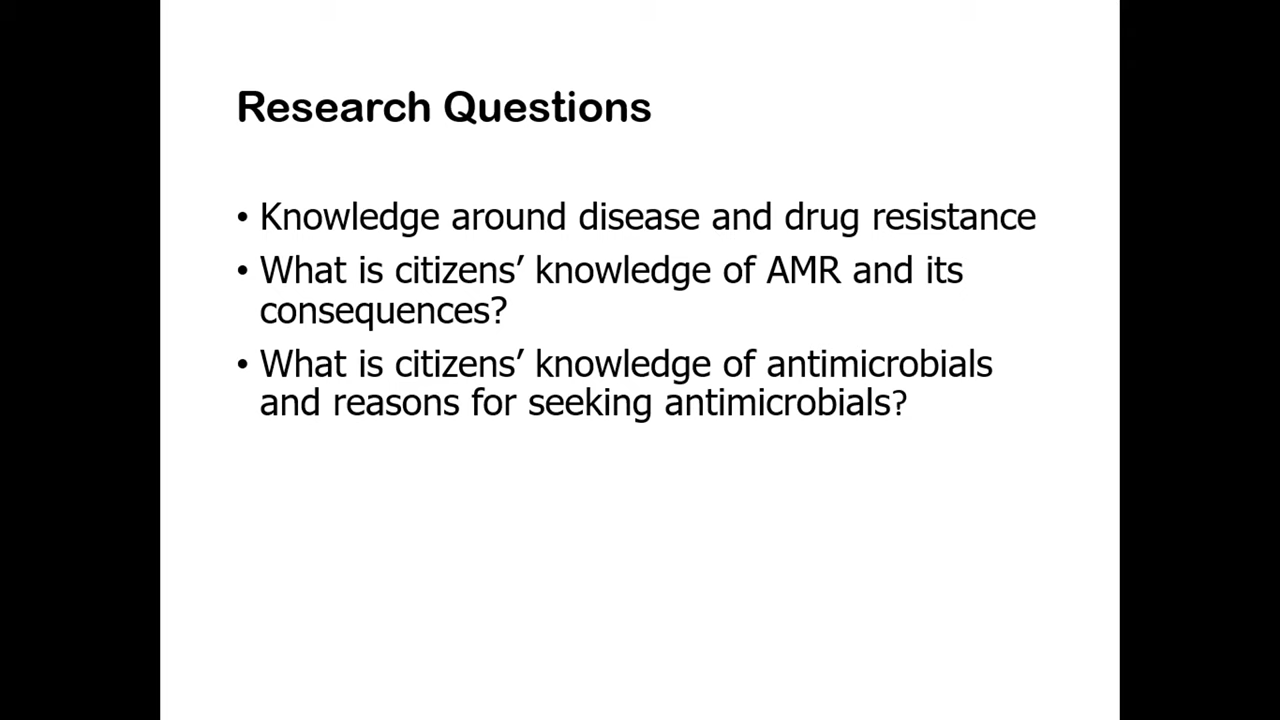 Research Questions
• Knowledge around disease and drug resistance
• What is citizens’ knowledge of AMR and its
consequences?
• What is citizens’ knowledge of antimicrobials
and reasons for seeking antimicrobials?